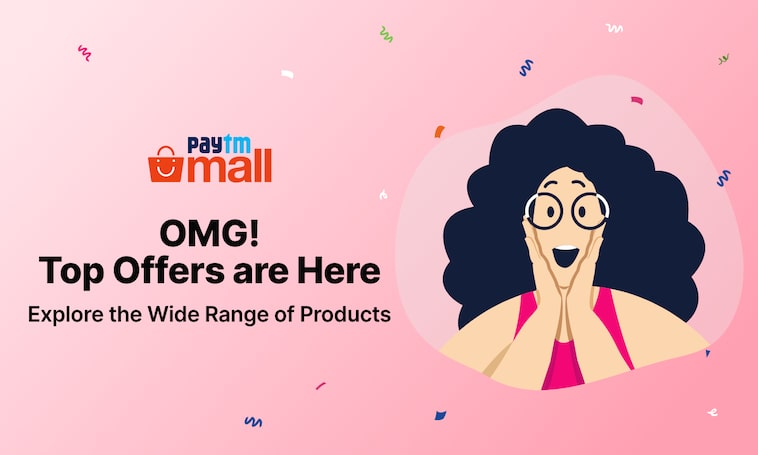 paytm
mall
OMG!
Top Offers are Here
Explore the Wide Range of Products